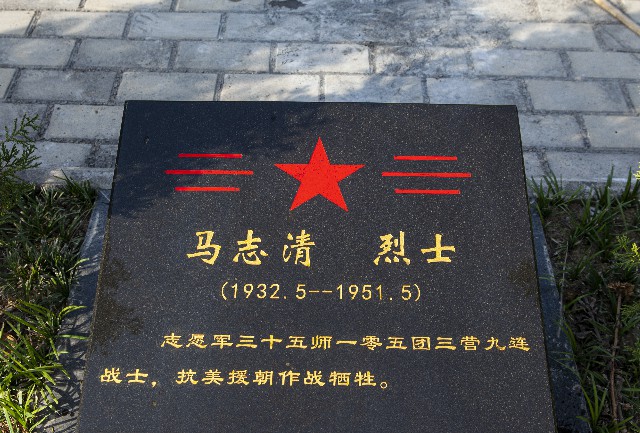 马志清 烈士
(1932.5--1951.5)
志愿军三十五师一零五团三营九连
战士，抗美援朝作战牺牲。